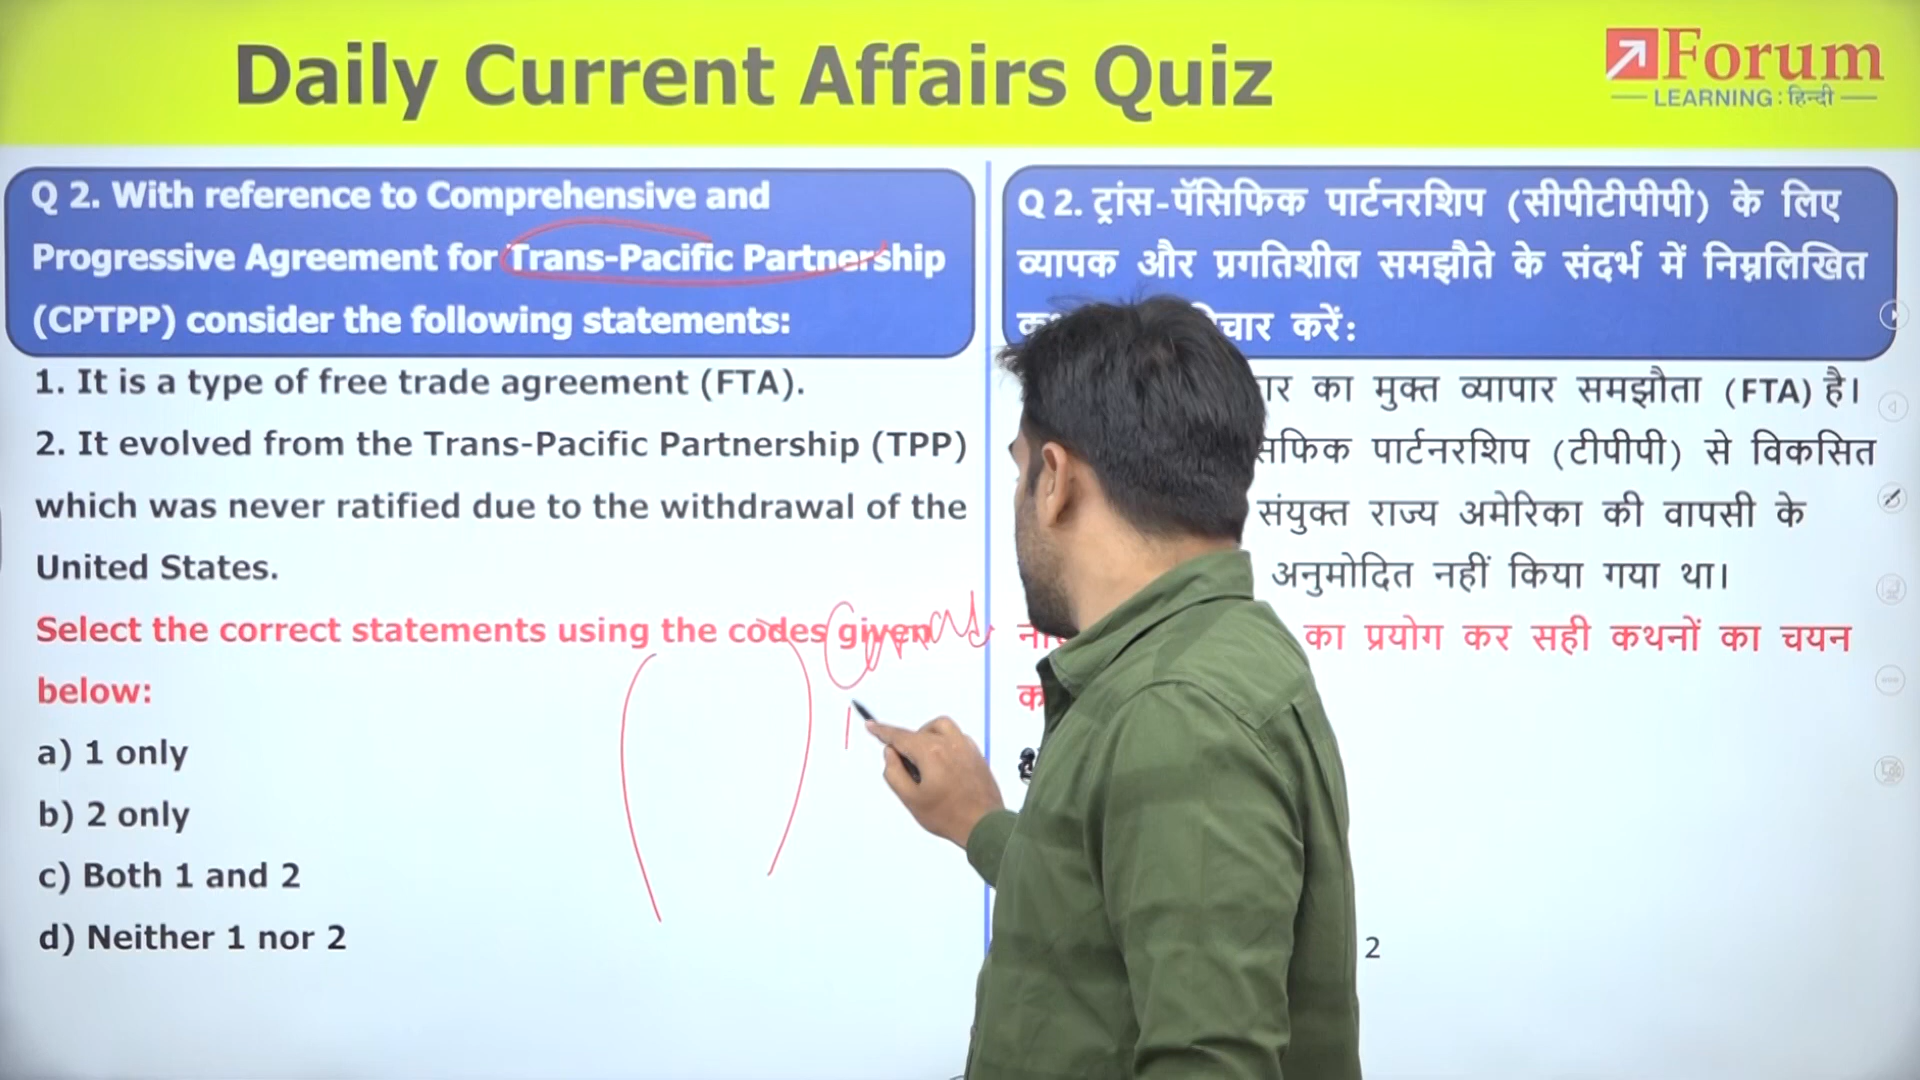 Daily Current Affairs Quiz
Forum
LEARNING : हिन्दी
Q 2. With reference to Comprehensive and
Progressive Agreement for Trans-Pacific Partnership
(CPTPP) consider the following statements:
1. It is a type of free trade agreement (FTA).
2. It evolved from the Trans-Pacific Partnership (TPP)
which was never ratified due to the withdrawal of the
United States.
Select the correct statements using the codes given
below:
a) 1 only
b) 2 only
c) Both 1 and 2
d) Neither 1 nor 2
Q 2. ट्रांस-पॅसिफिक पार्टनरशिप (सीपीटीपीपी) के लिए
व्यापक और प्रगतिशील समझौते के संदर्भ में निम्नलिखित
करें:
का मुक्त व्यापार समझौता (FTA) है।
पार्टनरशिप (टीपीपी) से विकसित
संयुक्त राज्य अमेरिका की वापसी के
अनुमोदित नहीं किया गया था।
का प्रयोग कर सही कथनों का चयन
2